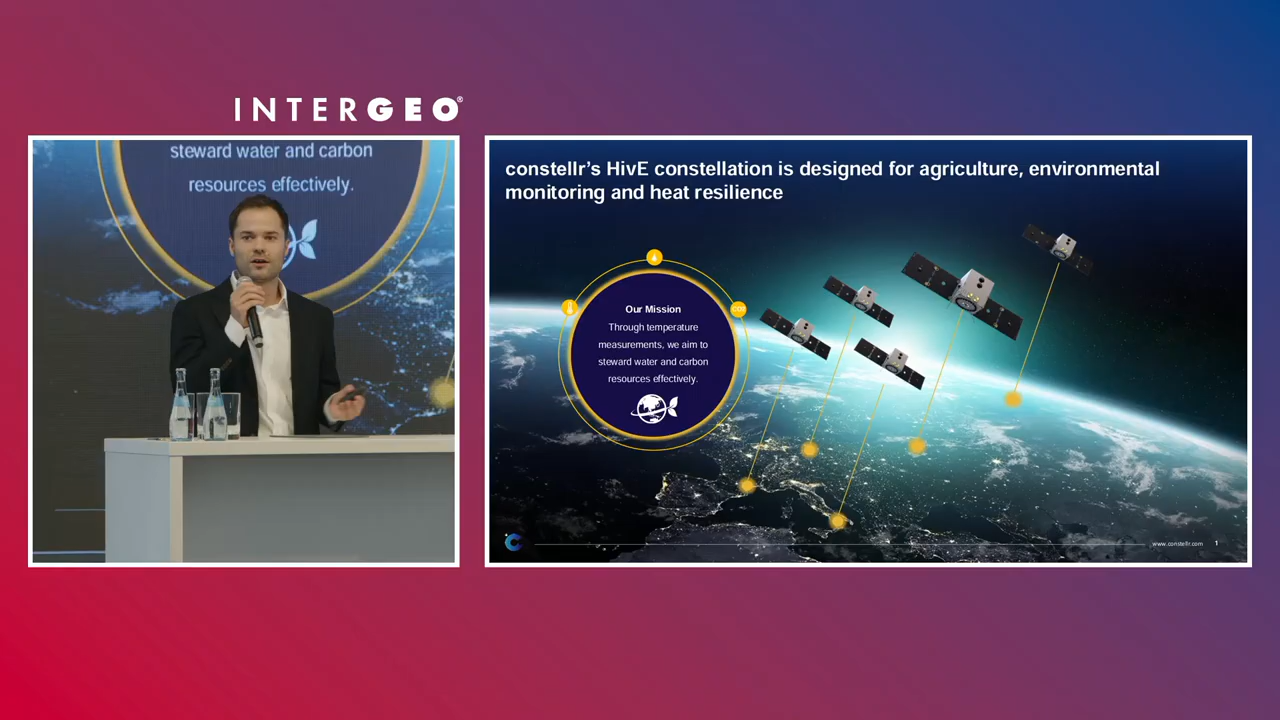 INTERGEO®
steward water and carbon
resources effectively.
constellr's HivE constellation is designed for agriculture, environmental
monitoring and heat resilience
Our Mission
Through temperature
measurements, we aim to
steward water and carbon
resources effectively.
CO2
www.constellr.com 1